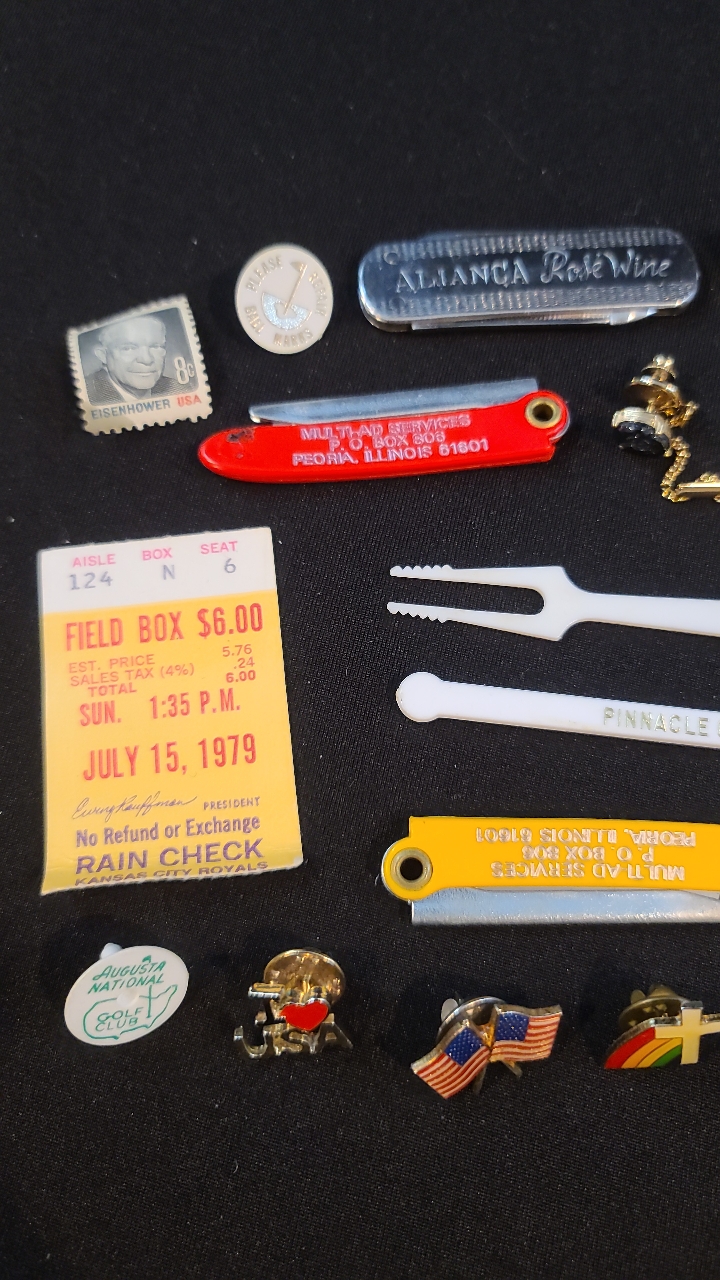 PLEASE REPAIR
BALL MARKS
ALIANÇA Rosé Wine
8c
EISENHOWER USA
MULTI-AD SERVICES
P. O. BOX 806
PEORIA, ILLINOIS 61601
AISLE BOX SEAT
124 N 6
FIELD BOX $6.00
EST. PRICE 5.76
SALES TAX (4%) .24
TOTAL 6.00
SUN. 1:35 P.M.
JULY 15, 1979
Ewing Kauffman PRESIDENT
No Refund or Exchange
RAIN CHECK
KANSAS CITY ROYALS
PINNACLE
MULTI-AD SERVICES
P. O. BOX 806
PEORIA, ILLINOIS 61601
AUGUSTA
NATIONAL
GOLF
CLUB
I
USA